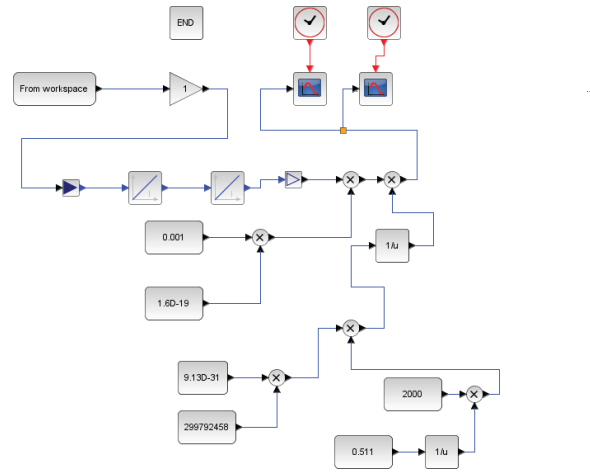 END
From workspace
1
0.001
1/u
1.6D-19
9.13D-31
2000
299792458
0.511
1/u